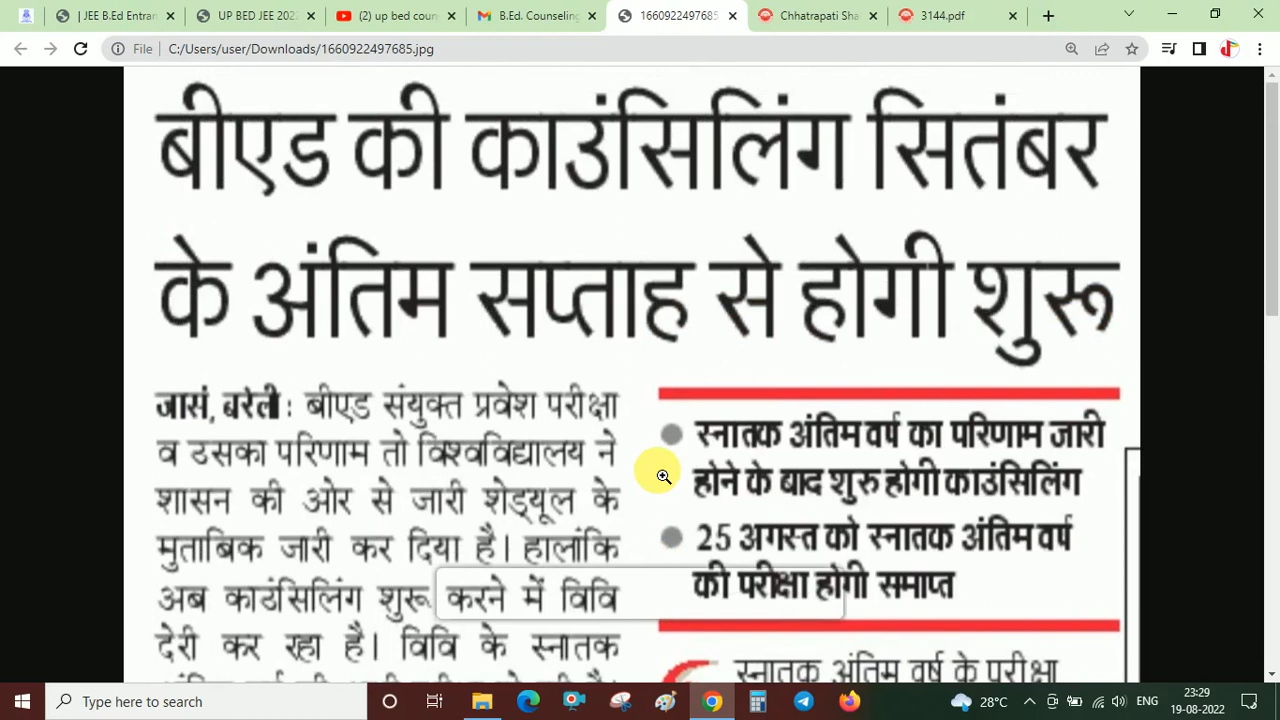 JEE B.Ed Entran
UP BED JEE 2022
(2) up bed coun
B.Ed. Counseling
1660922497685
Chhatrapati Sha
3144.pdf
File
C:/Users/user/Downloads/1660922497685.jpg
बीएड की काउंसिलिंग सितंबर
के अंतिम सप्ताह से होगी शुरू
जासं, बरेली : बीएड संयुक्त प्रवेश परीक्षा
व उसका परिणाम तो विश्वविद्यालय ने
शासन की ओर से जारी शेड्यूल के
मुताबिक जारी कर दिया है। हालांकि
अब काउंसिलिंग शुरू करने में विवि
देरी कर रहा है। विवि के स्नातक
स्नातक अंतिम वर्ष का परिणाम जारी
होने के बाद शुरु होगी काउंसिलिंग
25 अगस्त को स्नातक अंतिम वर्ष
की परीक्षा होगी समाप्त
स्नातक अंतिम वर्ष के परीक्षा
Type here to search
28°C
ENG
23:29
19-08-2022